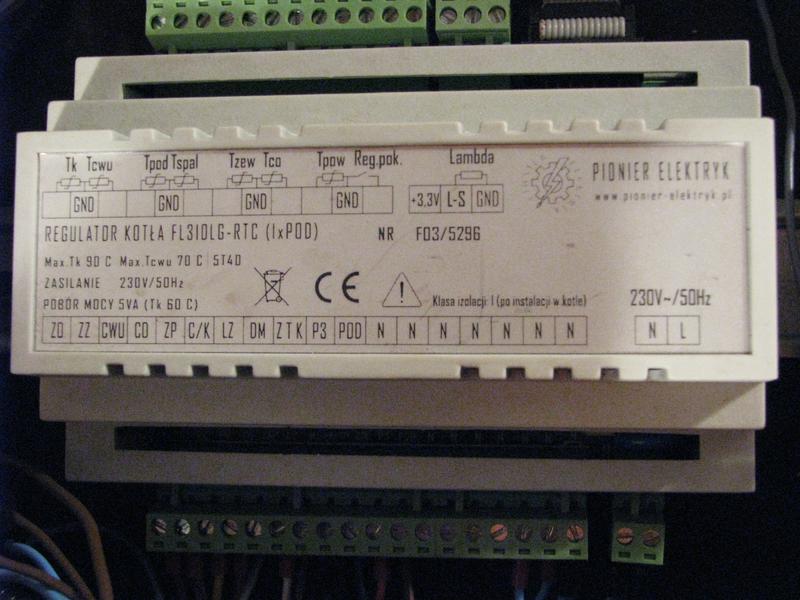 Tk Tcwu Tpod Tspal Tzew Tco Tpow Reg.pok. Lambda
GND GND GND GND +3,3V L-S GND
PIONIER ELEKTRYK
www.pionier-elektryk.pl
REGULATOR KOTŁA FL310LG-RTC (1xPOD) NR F03/5296
Max.Tk 90 C Max.Tcwu 70 C ST40
ZASILANIE 230V/50Hz
POBÓR MOCY 5VA (Tk 60 C)
CE
Klasa izolacji: I (po instalacji w kotle)
230V~/50Hz
ZO ZZ CWU CO ZP C/K LZ DM ZTK P3 POD N N N N N N N N L